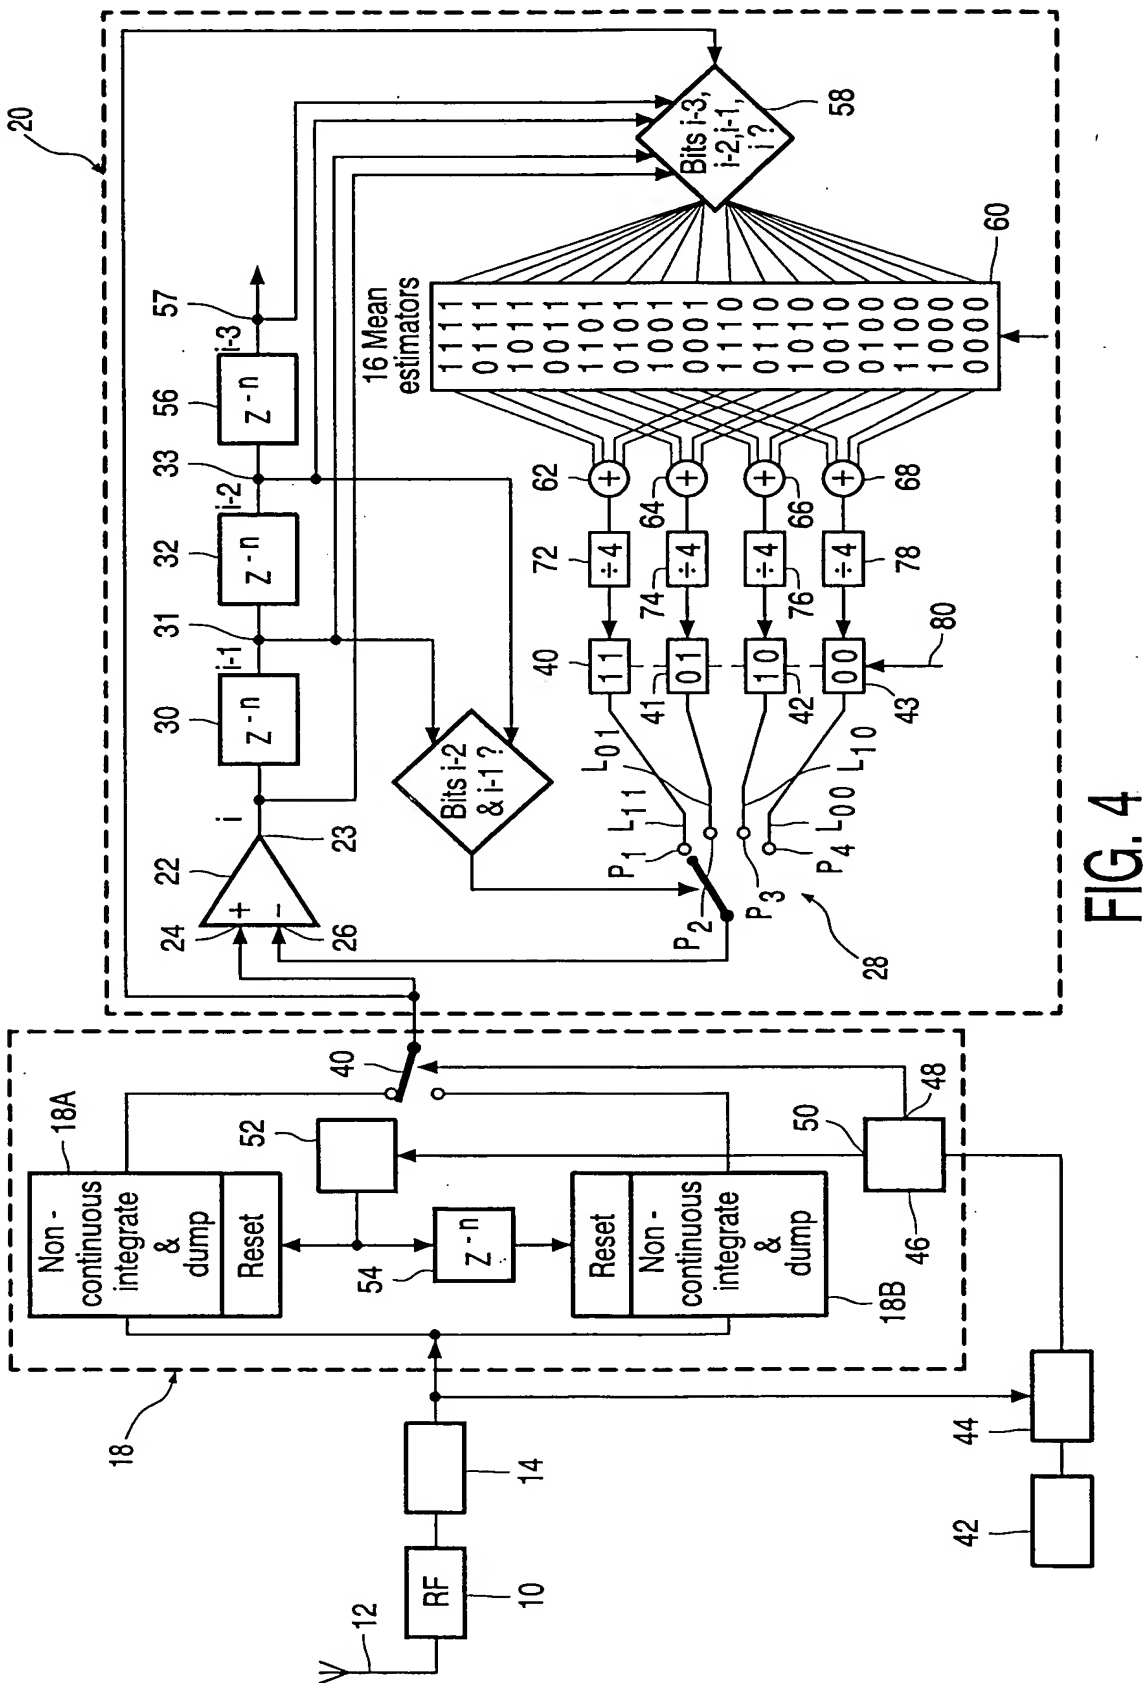 20
22
24
+
-
26
23
i
30
z-n
i-1
31
32
z-n
i-2
33
56
z-n
i-3
57
Bits i-2
& i-1 ?
Bits i-3,
i-2,i-1,
i ?
58
16 Mean
estimators
1111
0111
1011
0011
1101
0101
1001
0001
1110
0110
1010
0010
0100
1100
1000
0000
60
P1
L11
L01
40
11
72
÷4
62
+
P2
41
01
74
÷4
64
+
P3
L10
42
10
76
÷4
66
+
P4
L00
43
00
78
÷4
68
+
28
80
18
18A
Non-
continuous
integrate
&
dump
Reset
40
52
54
z-n
Reset
Non-
continuous
integrate
&
dump
18B
50
48
46
12
RF
10
14
42
44
FIG. 4